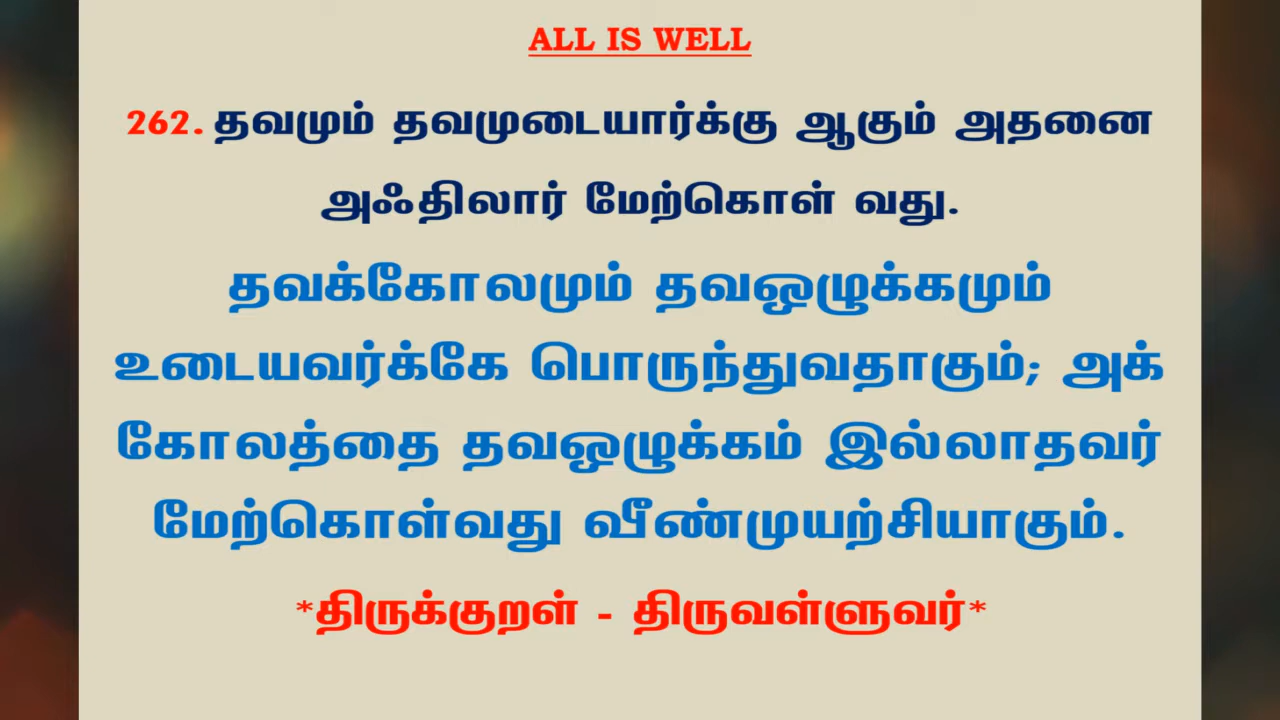 ALL IS WELL
262. தவமும் தவமுடையார்க்கு ஆகும் அதனை
அஃதிலார் மேற்கொள் வது.
தவக்கோலமும் தவஒழுக்கமும்
உடையவர்க்கே பொருந்துவதாகும்; அக்
கோலத்தை தவஒழுக்கம் இல்லாதவர்
மேற்கொள்வது வீண்முயற்சியாகும்.
*திருக்குறள் - திருவள்ளுவர்*